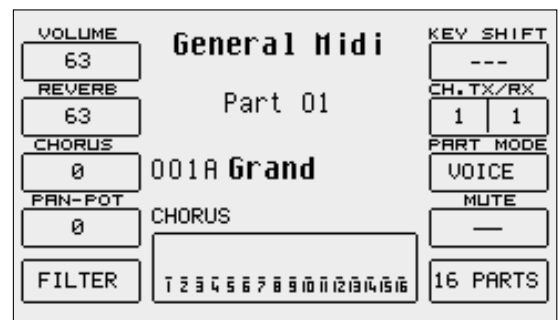 VOLUME
General Midi
KEY SHIFT
63
---
REVERB
Part 01
CH.TX/RX
63
1 1
CHORUS
PART MODE
0
001A Grand
VOICE
PAN-POT
MUTE
CHORUS
0
—
FILTER
1 2 3 4 5 6 7 8 9 10 11 12 13 14 15 16
16 PARTS